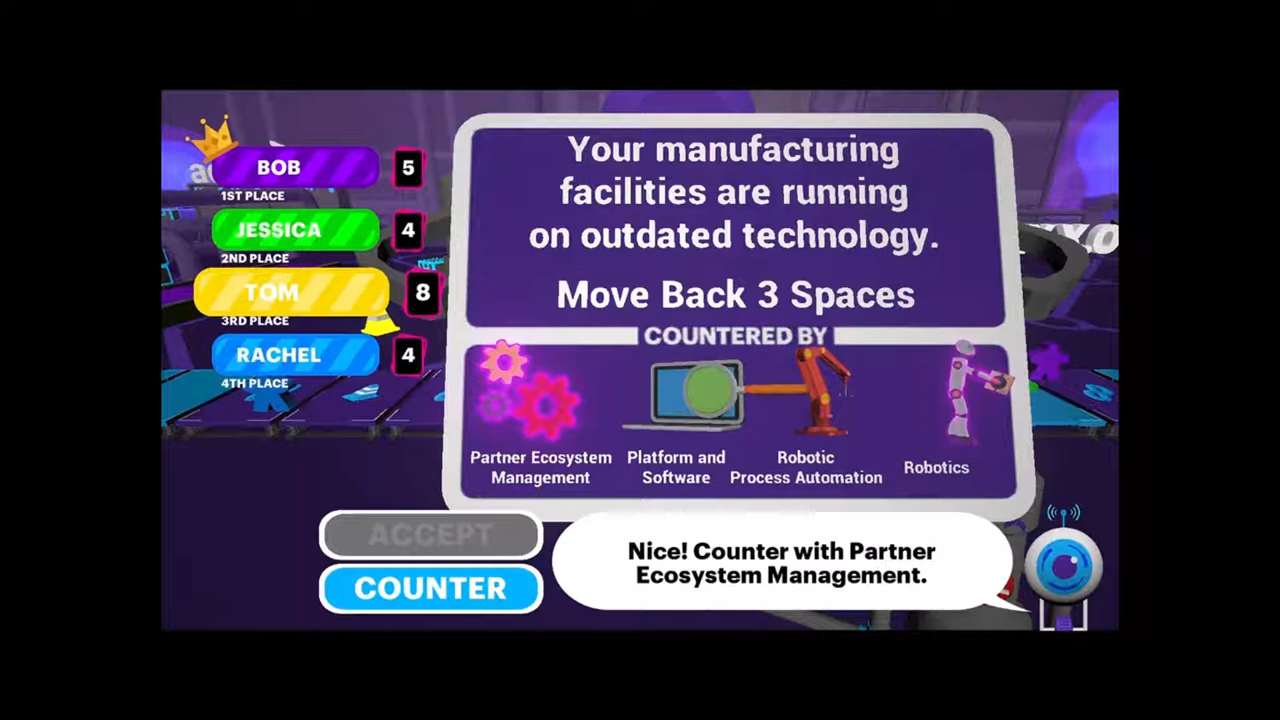 BOB 5
1ST PLACE
JESSICA 4
2ND PLACE
TOM 8
3RD PLACE
RACHEL 4
4TH PLACE
Your manufacturing
facilities are running
on outdated technology.
Move Back 3 Spaces
COUNTERED BY
Partner Ecosystem
Management
Platform and
Software
Robotic
Process Automation
Robotics
ACCEPT
COUNTER
Nice! Counter with Partner
Ecosystem Management.